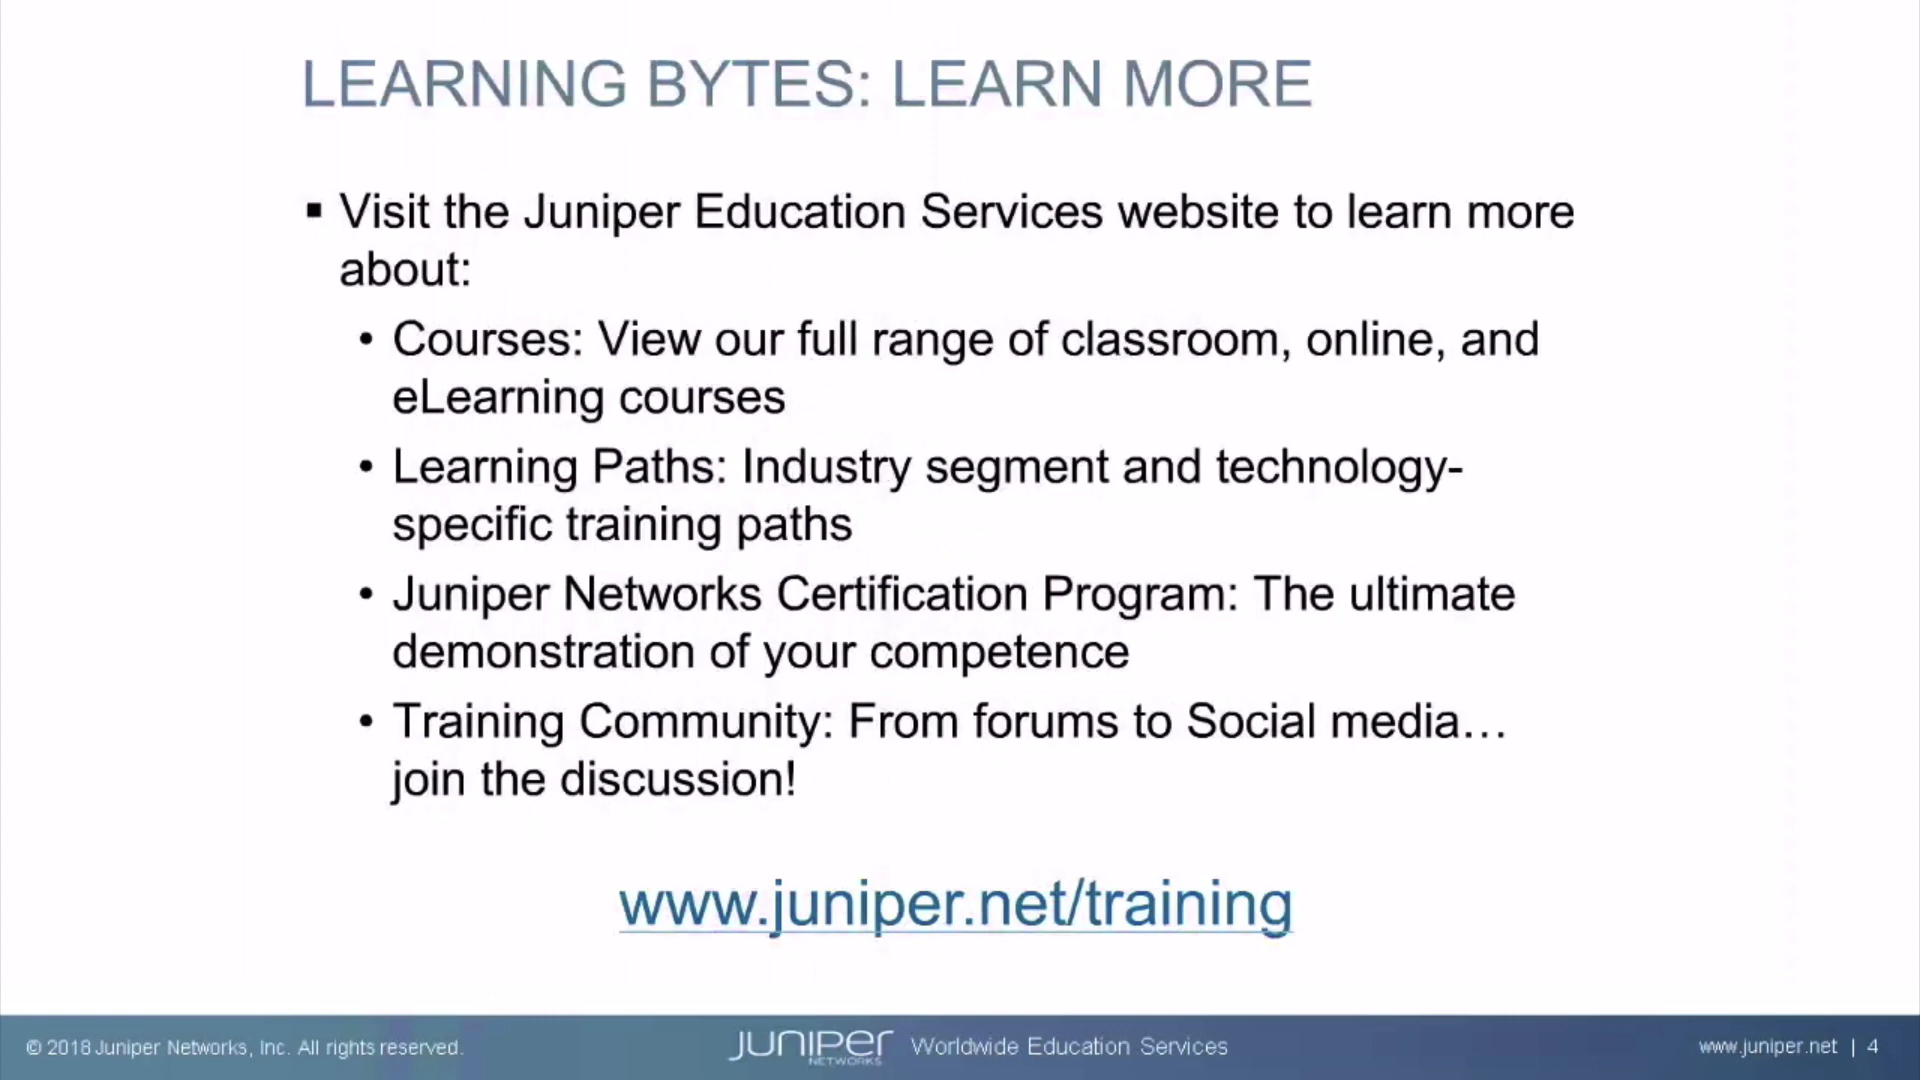 LEARNING BYTES: LEARN MORE
▪ Visit the Juniper Education Services website to learn more
about:
• Courses: View our full range of classroom, online, and
eLearning courses
• Learning Paths: Industry segment and technology-
specific training paths
• Juniper Networks Certification Program: The ultimate
demonstration of your competence
• Training Community: From forums to Social media…
join the discussion!
www.juniper.net/training
© 2018 Juniper Networks, Inc. All rights reserved.
JUNIPER NETWORKS Worldwide Education Services
www.juniper.net | 4